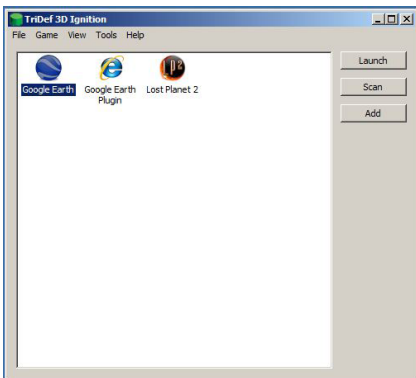 TriDef 3D Ignition
File Game View Tools Help
Launch
Scan
Add
Google Earth
Google Earth Plugin
Lost Planet 2